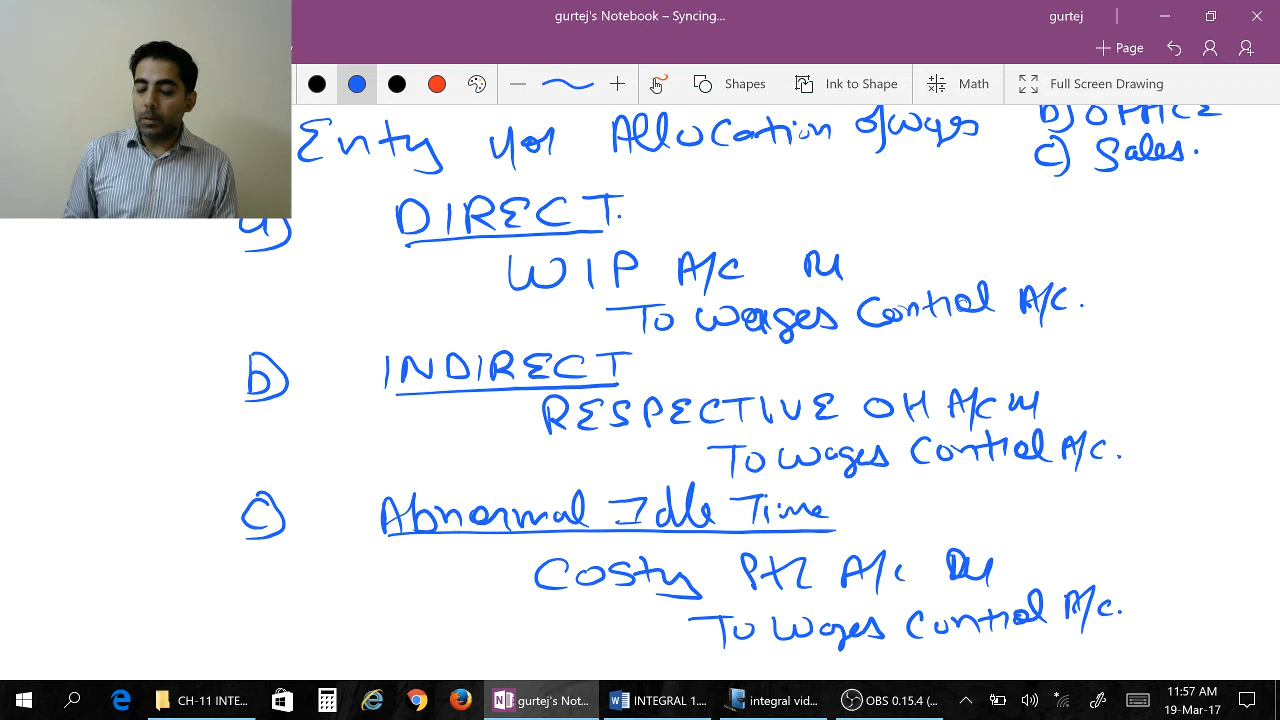 gurtej's Notebook – Syncing...
gurtej
Page
Shapes
Ink to Shape
Math
Full Screen Drawing
b) OFFICE
Entry for Allocation of wages
c) Sales.
a) DIRECT.
WIP A/c Dr
To wages Control A/c.
b) INDIRECT
RESPECTIVE OH A/c Dr
To wages Control A/c.
c) Abnormal Idle Time
Costg P+L A/c Dr
To wages Control A/c.
CH-11 INTE...
gurtej's Not...
INTEGRAL 1....
integral vid...
OBS 0.15.4 (...
11:57 AM
19-Mar-17